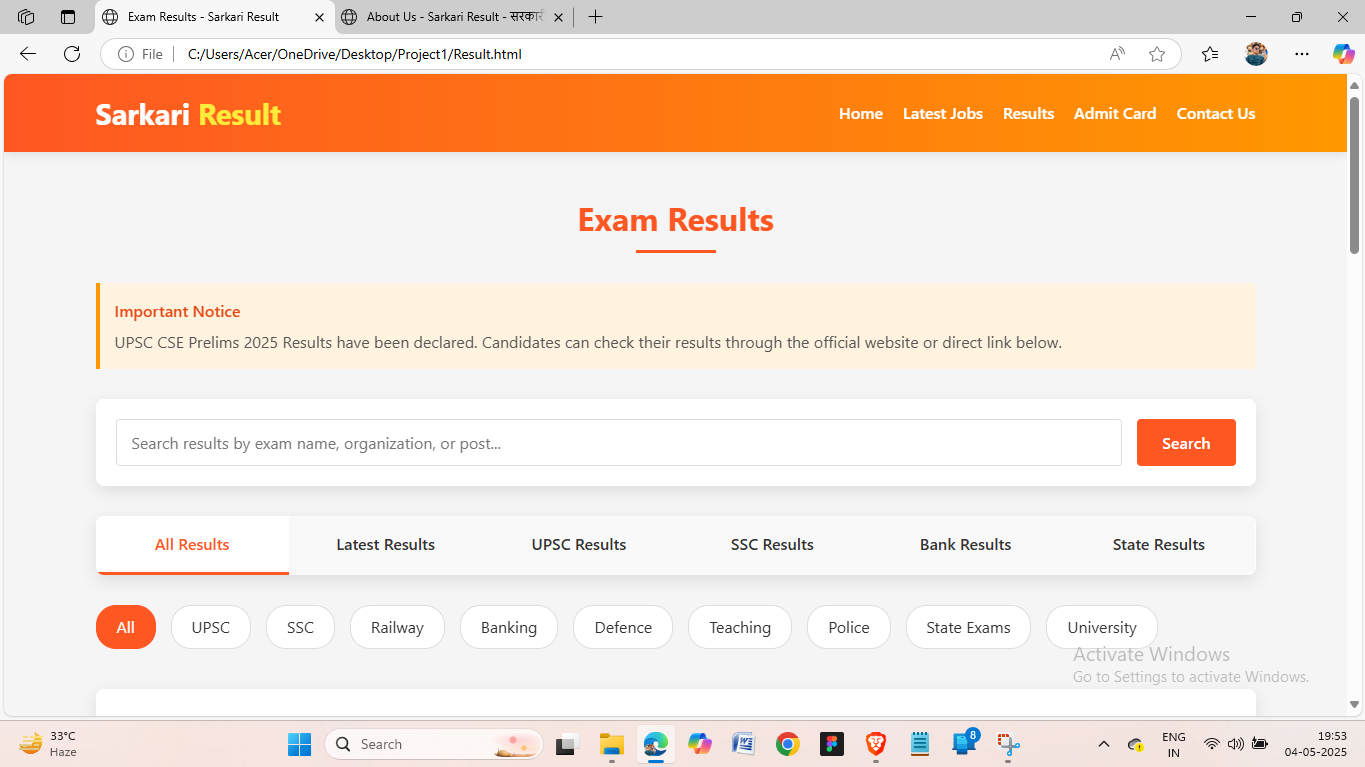 Exam Results - Sarkari Result
About Us - Sarkari Result - सरकारी
File
C:/Users/Acer/OneDrive/Desktop/Project1/Result.html
Sarkari Result
Home Latest Jobs Results Admit Card Contact Us
Exam Results
Important Notice
UPSC CSE Prelims 2025 Results have been declared. Candidates can check their results through the official website or direct link below.
Search results by exam name, organization, or post...
Search
All Results Latest Results UPSC Results SSC Results Bank Results State Results
All UPSC SSC Railway Banking Defence Teaching Police State Exams University
Activate Windows
Go to Settings to activate Windows.
33°C
Haze
Search
8
ENG
IN
19:53
04-05-2025